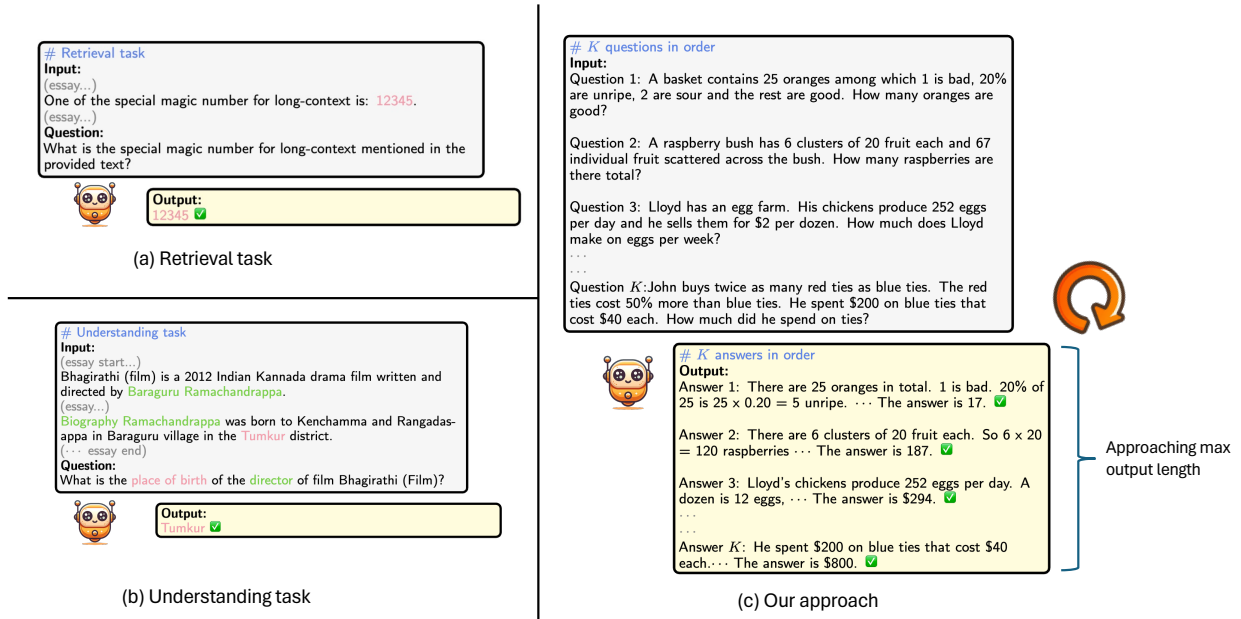 # Retrieval task
Input:
(essay...)
One of the special magic number for long-context is: 12345.
(essay...)
Question:
What is the special magic number for long-context mentioned in the
provided text?
Output:
12345 ✅
(a) Retrieval task
# Understanding task
Input:
(essay start...)
Bhagirathi (film) is a 2012 Indian Kannada drama film written and
directed by Baraguru Ramachandrappa.
(essay...)
Biography Ramachandrappa was born to Kenchamma and Rangadas-
appa in Baraguru village in the Tumkur district.
(··· essay end)
Question:
What is the place of birth of the director of film Bhagirathi (Film)?
Output:
Tumkur ✅
(b) Understanding task
# K questions in order
Input:
Question 1: A basket contains 25 oranges among which 1 is bad, 20%
are unripe, 2 are sour and the rest are good. How many oranges are
good?
Question 2: A raspberry bush has 6 clusters of 20 fruit each and 67
individual fruit scattered across the bush. How many raspberries are
there total?
Question 3: Lloyd has an egg farm. His chickens produce 252 eggs
per day and he sells them for $2 per dozen. How much does Lloyd
make on eggs per week?
···
···
Question K:John buys twice as many red ties as blue ties. The red
ties cost 50% more than blue ties. He spent $200 on blue ties that
cost $40 each. How much did he spend on ties?
# K answers in order
Output:
Answer 1: There are 25 oranges in total. 1 is bad. 20% of
25 is 25 x 0.20 = 5 unripe. ··· The answer is 17. ✅
Answer 2: There are 6 clusters of 20 fruit each. So 6 x 20
= 120 raspberries ··· The answer is 187. ✅
Answer 3: Lloyd's chickens produce 252 eggs per day. A
dozen is 12 eggs, ··· The answer is $294. ✅
···
···
Answer K: He spent $200 on blue ties that cost $40
each.··· The answer is $800. ✅
Approaching max
output length
(c) Our approach